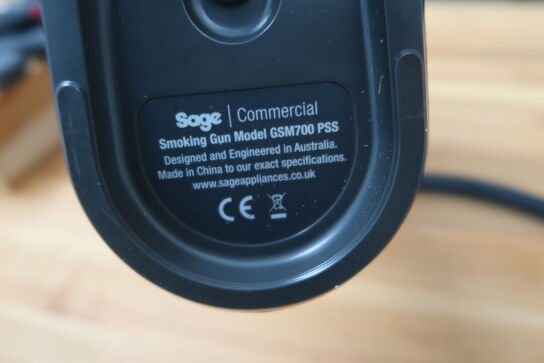 Sage | Commercial
Smoking Gun Model GSM700 PSS
Designed and Engineered in Australia.
Made in China to our exact specifications.
www.sageappliances.co.uk
CE